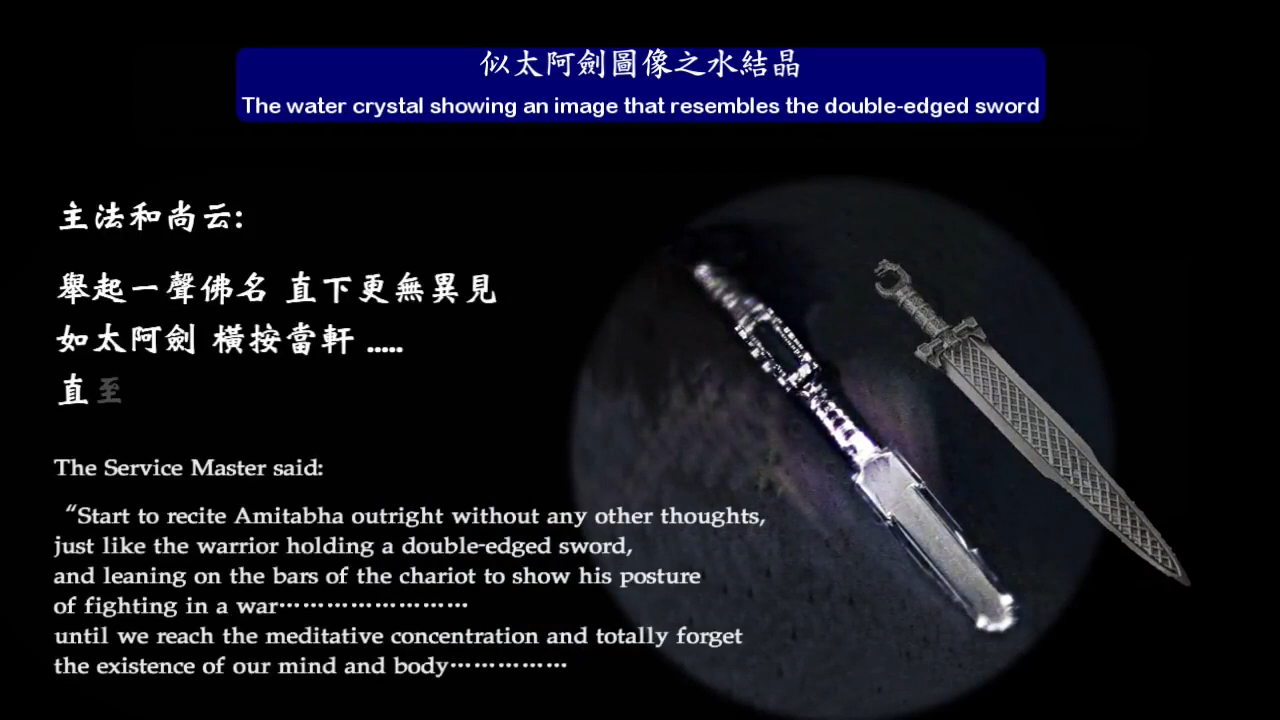 似太阿劍圖像之水結晶
The water crystal showing an image that resembles the double-edged sword
主法和尚云:
舉起一聲佛名 直下更無異見
如太阿劍 橫按當軒 .....
直至
The Service Master said:
“Start to recite Amitabha outright without any other thoughts,
just like the warrior holding a double-edged sword,
and leaning on the bars of the chariot to show his posture
of fighting in a war………………………
until we reach the meditative concentration and totally forget
the existence of our mind and body……………